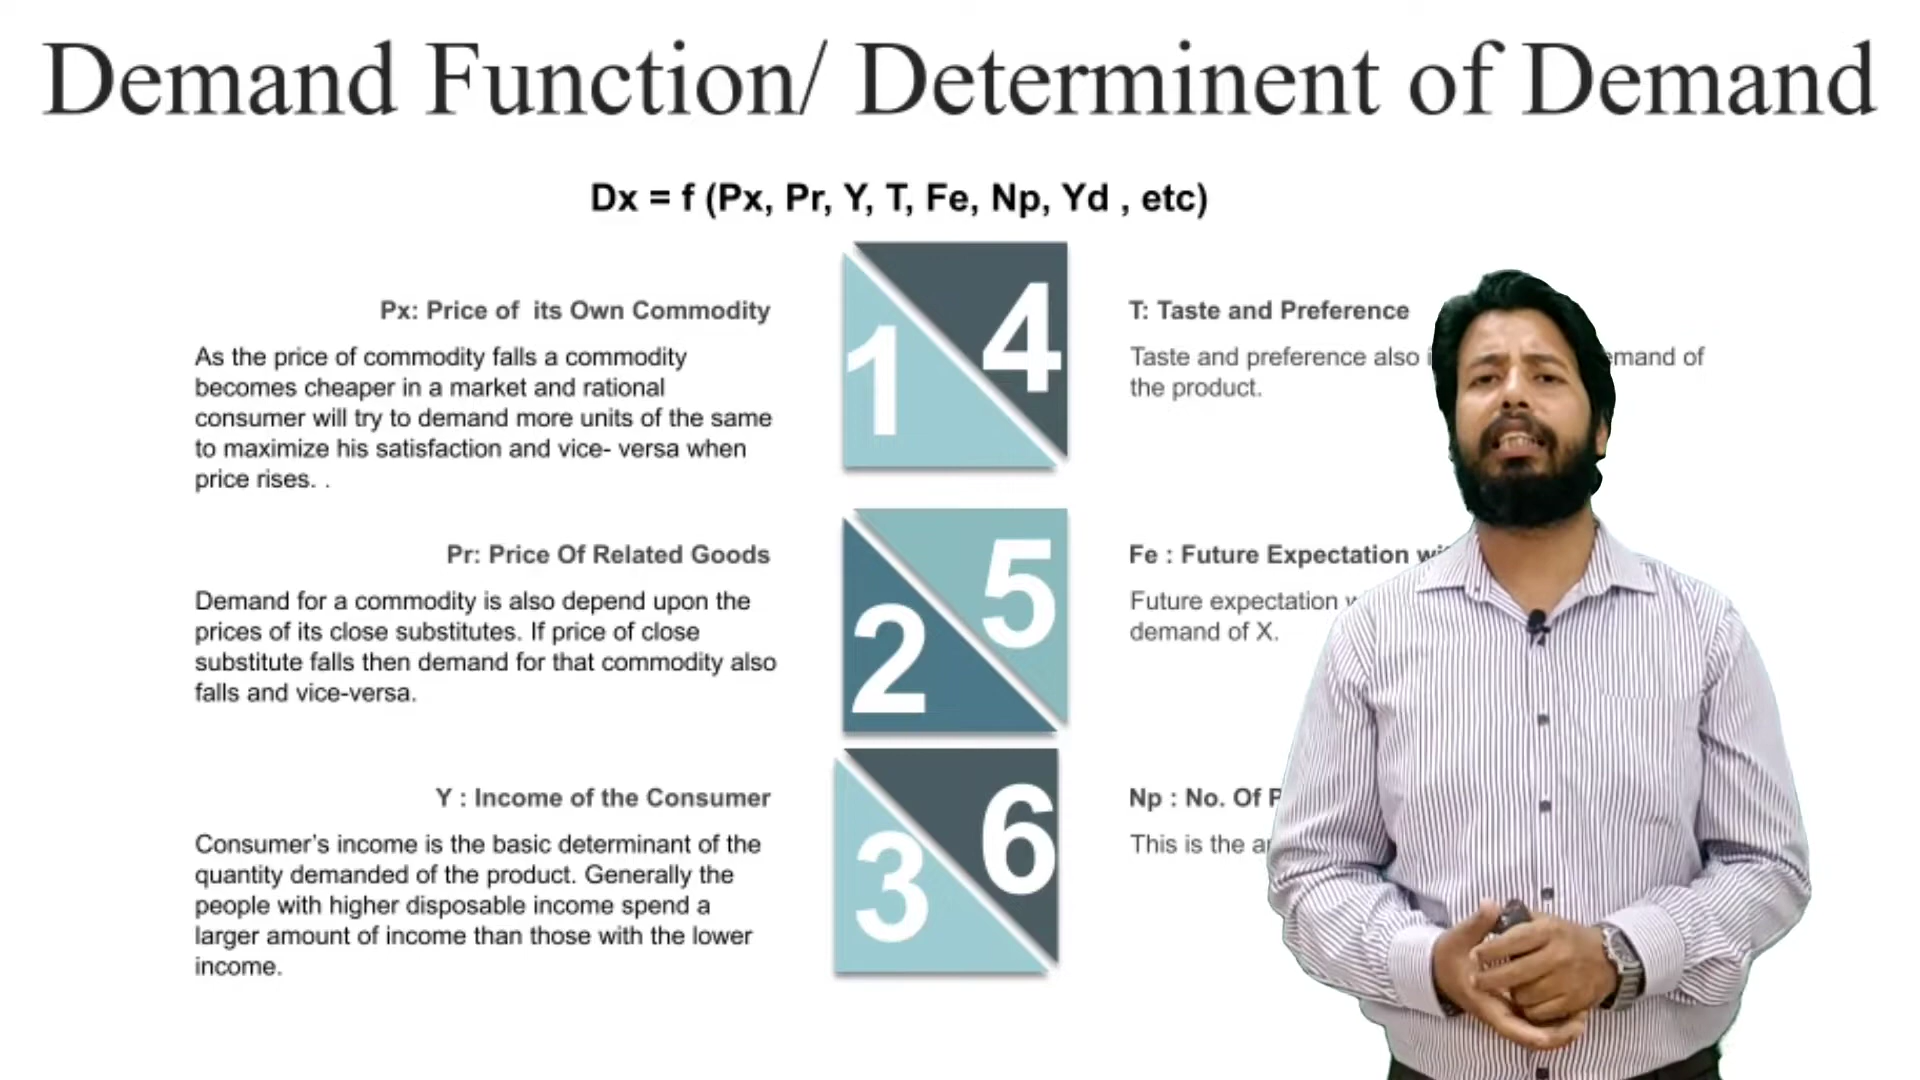 Demand Function/ Determinent of Demand
Dx = f (Px, Pr, Y, T, Fe, Np, Yd , etc)
Px: Price of its Own Commodity
As the price of commodity falls a commodity
becomes cheaper in a market and rational
consumer will try to demand more units of the same
to maximize his satisfaction and vice- versa when
price rises. .
1
4
T: Taste and Preference
Taste and preference also
of
the product.
Pr: Price Of Related Goods
Demand for a commodity is also depend upon the
prices of its close substitutes. If price of close
substitute falls then demand for that commodity also
falls and vice-versa.
2
5
Fe : Future Expectation
Future expectation
demand of X.
Y : Income of the Consumer
Consumer’s income is the basic determinant of the
quantity demanded of the product. Generally the
people with higher disposable income spend a
larger amount of income than those with the lower
income.
3
6
Np : No. Of
This is the